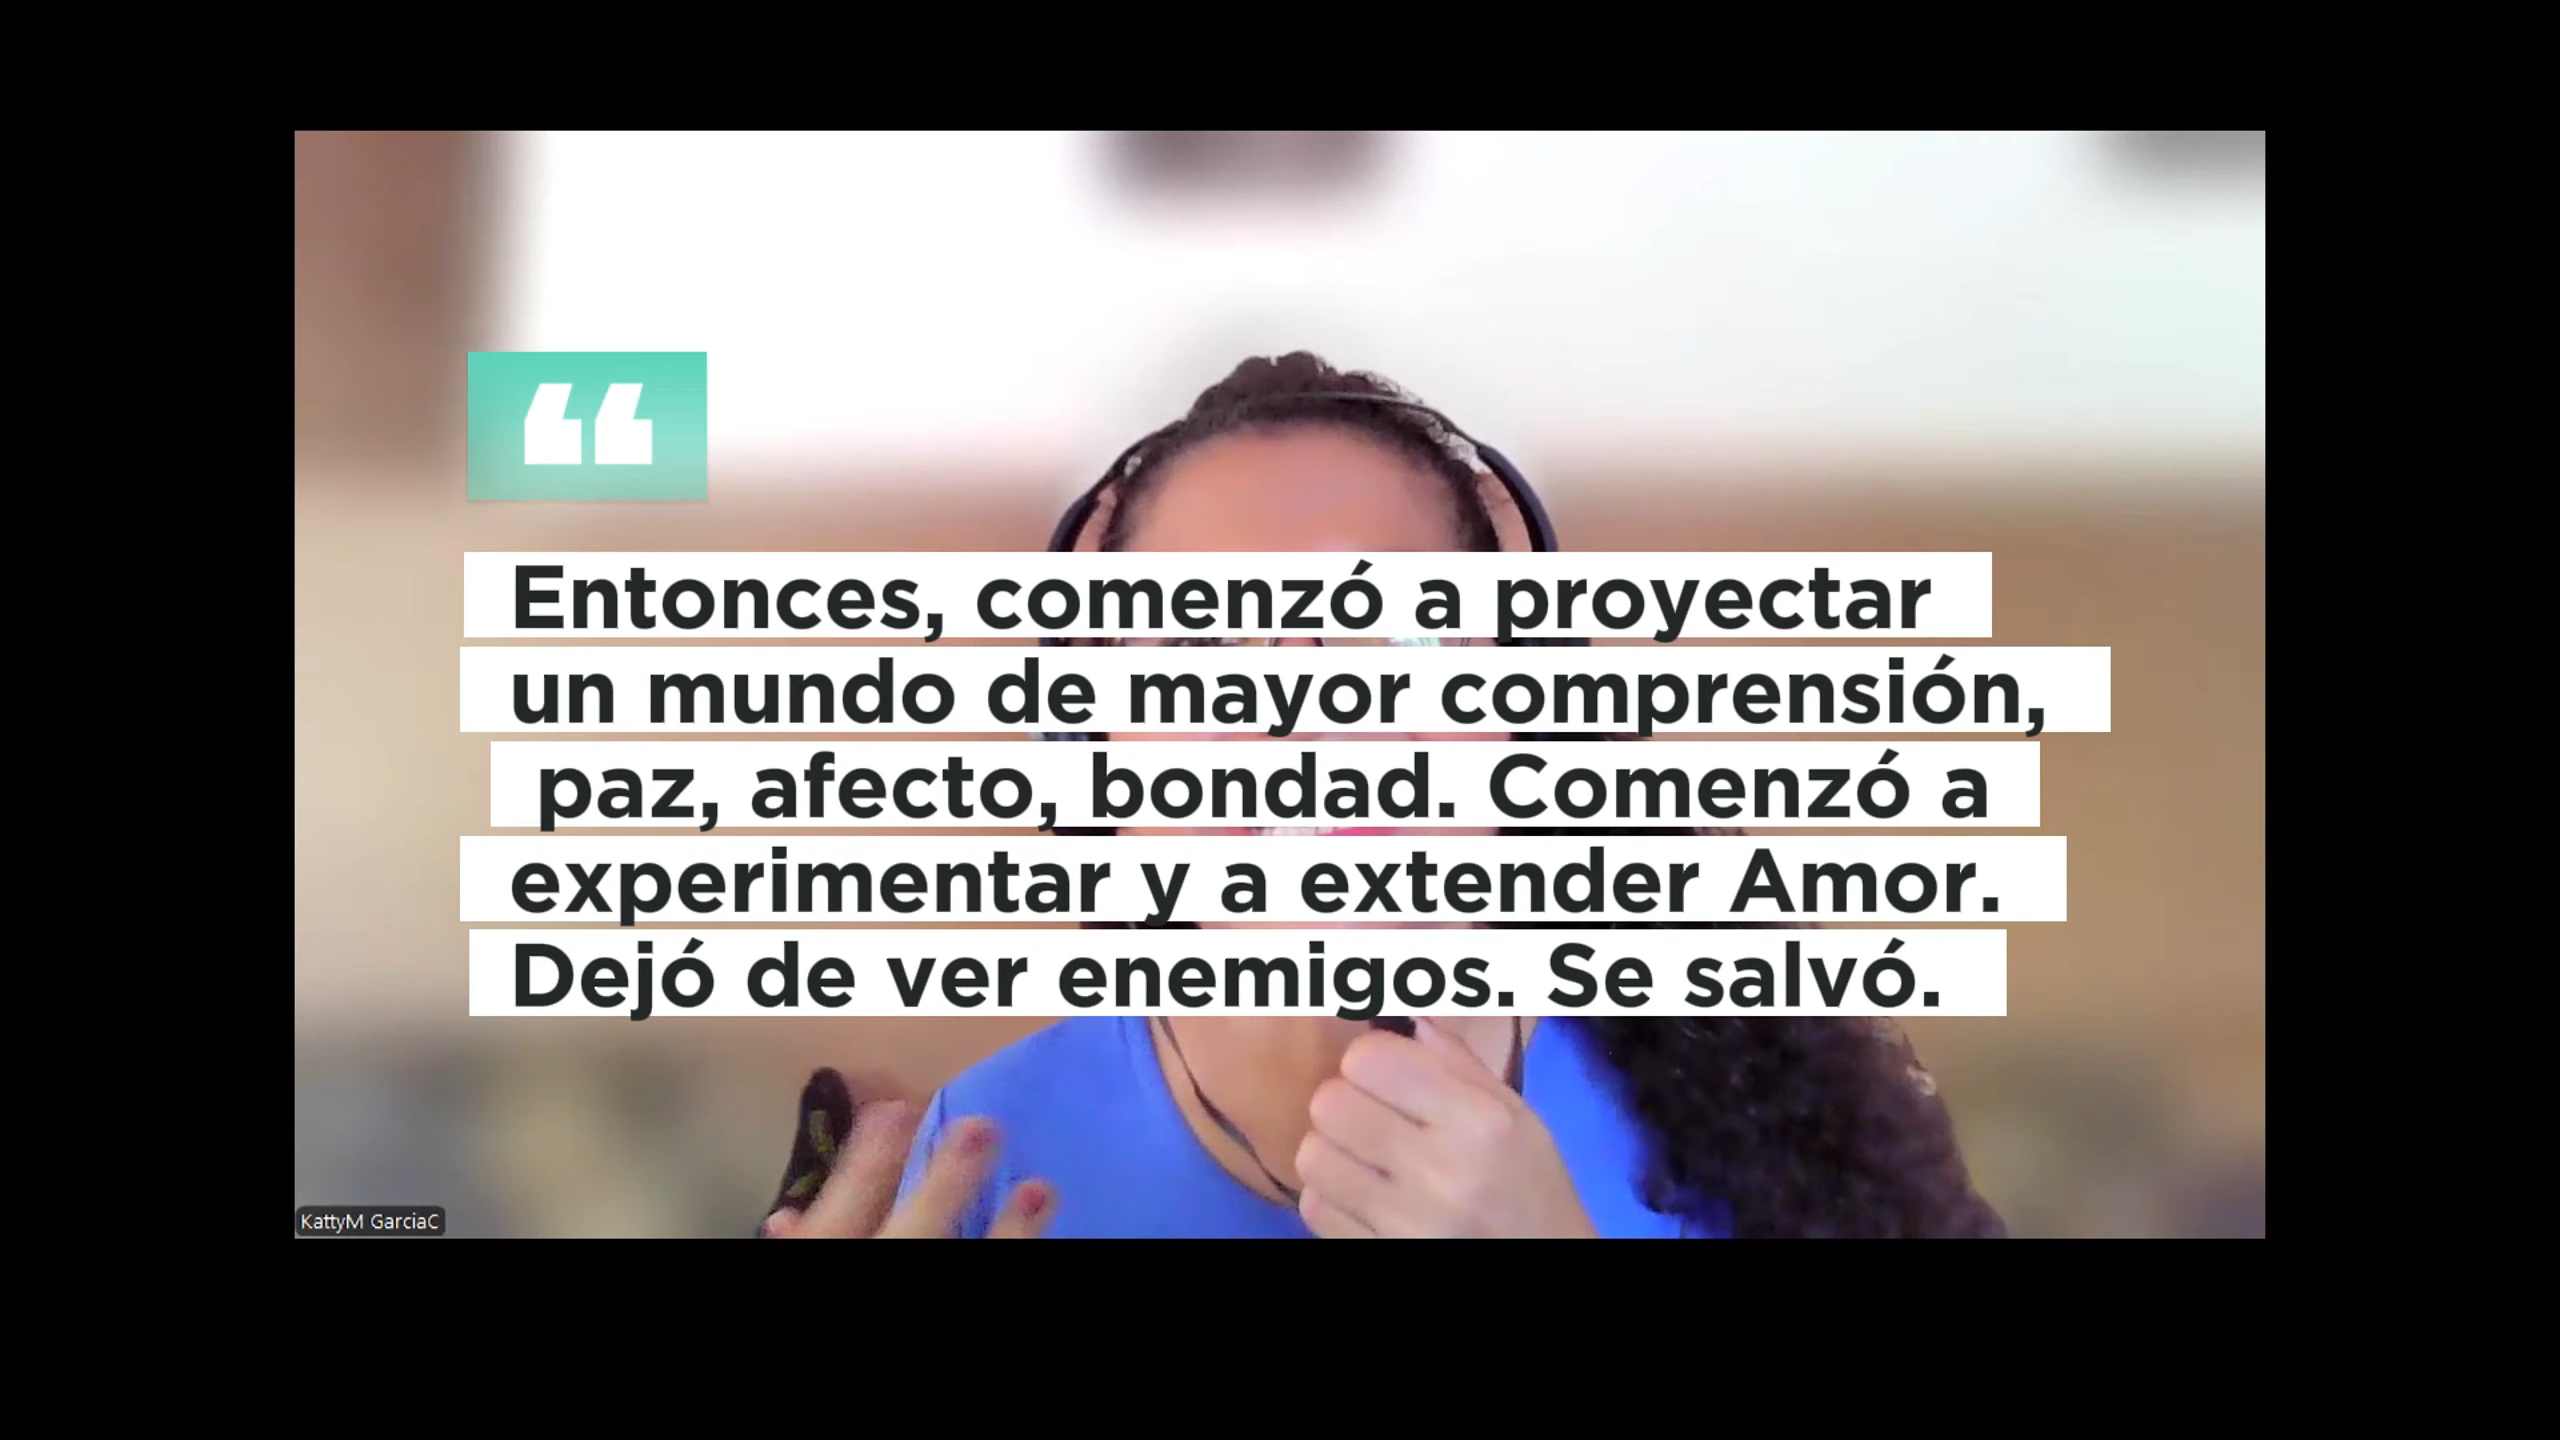 “
Entonces, comenzó a proyectar
un mundo de mayor comprensión,
paz, afecto, bondad. Comenzó a
experimentar y a extender Amor.
Dejó de ver enemigos. Se salvó.
KattyM GarciaC